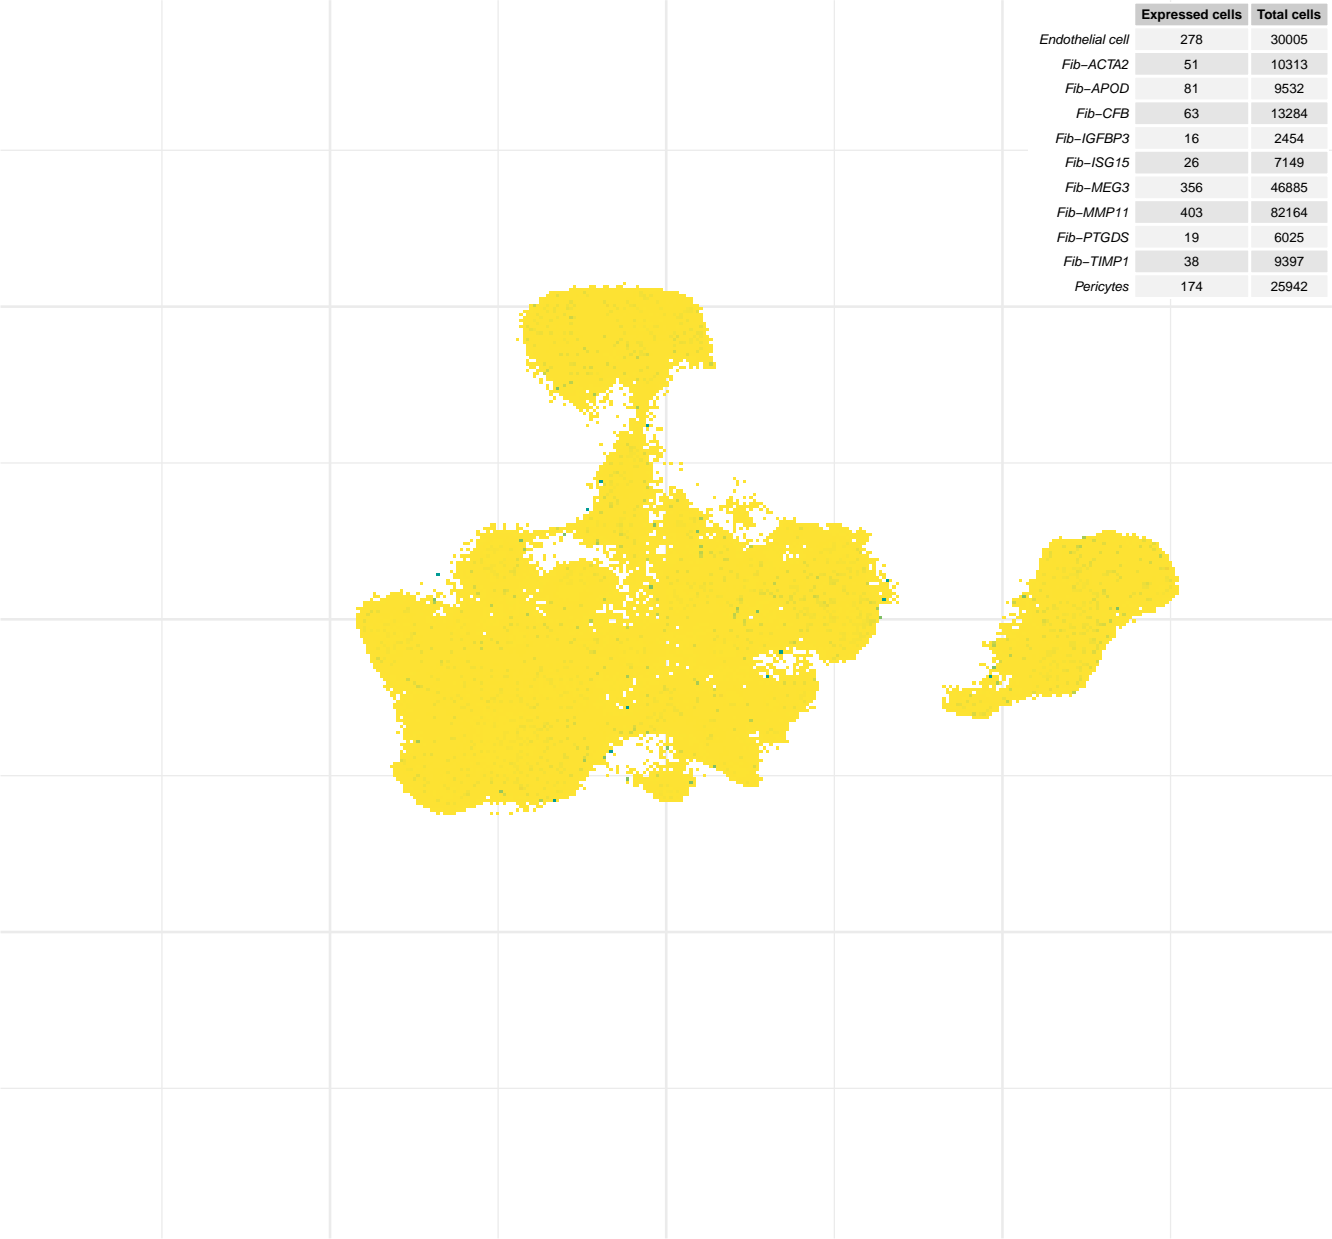 Expressed cells Total cells
Endothelial cell 278 30005
Fib−ACTA2 51 10313
Fib−APOD 81 9532
Fib−CFB 63 13284
Fib−IGFBP3 16 2454
Fib−ISG15 26 7149
Fib−MEG3 356 46885
Fib−MMP11 403 82164
Fib−PTGDS 19 6025
Fib−TIMP1 38 9397
Pericytes 174 25942